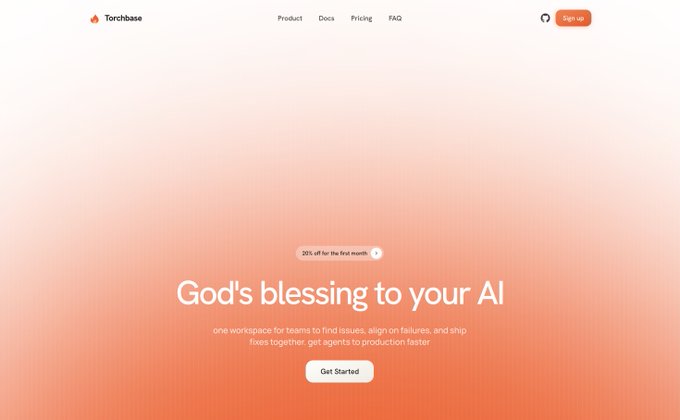 Torchbase
Product
Docs
Pricing
FAQ
Sign up
20% off for the first month
God's blessing to your AI
one workspace for teams to find issues, align on failures, and ship
fixes together. get agents to production faster
Get Started